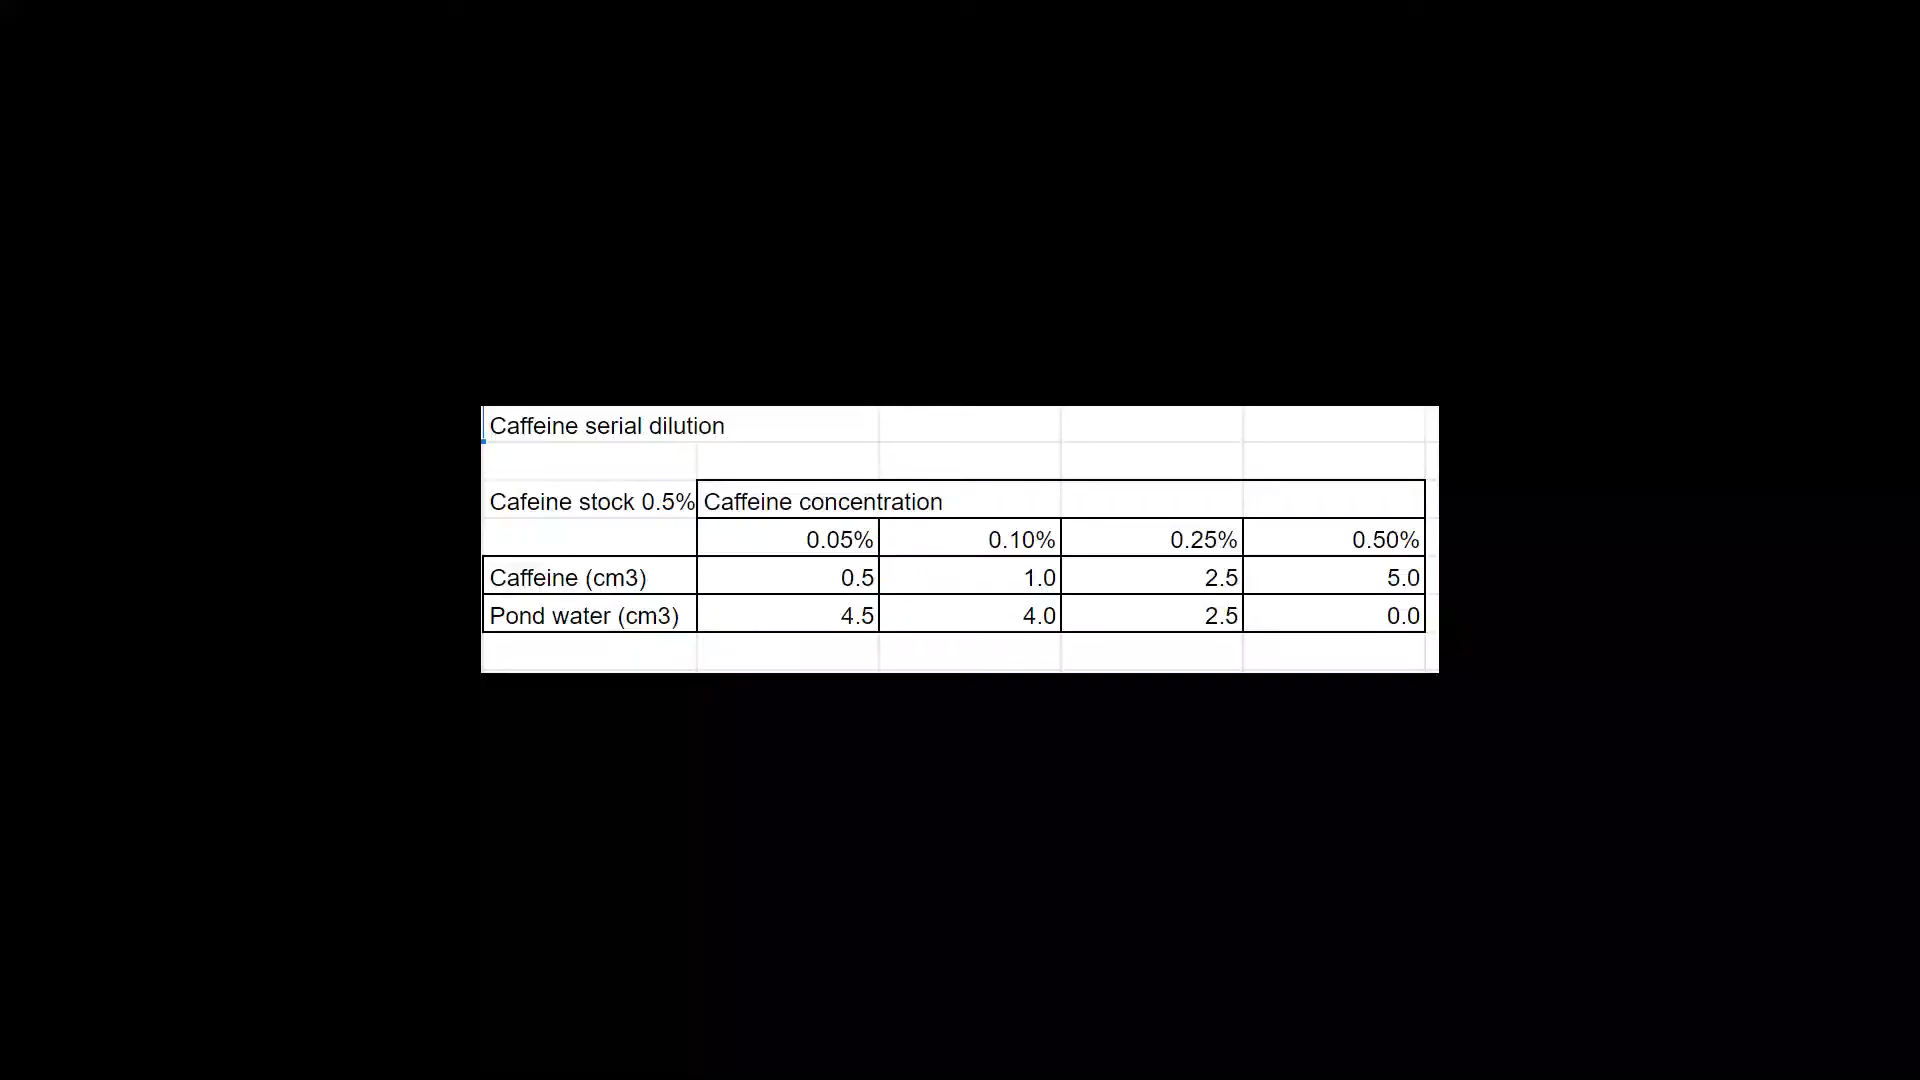 Caffeine serial dilution
Cafeine stock 0.5% Caffeine concentration
0.05% 0.10% 0.25% 0.50%
Caffeine (cm3) 0.5 1.0 2.5 5.0
Pond water (cm3) 4.5 4.0 2.5 0.0